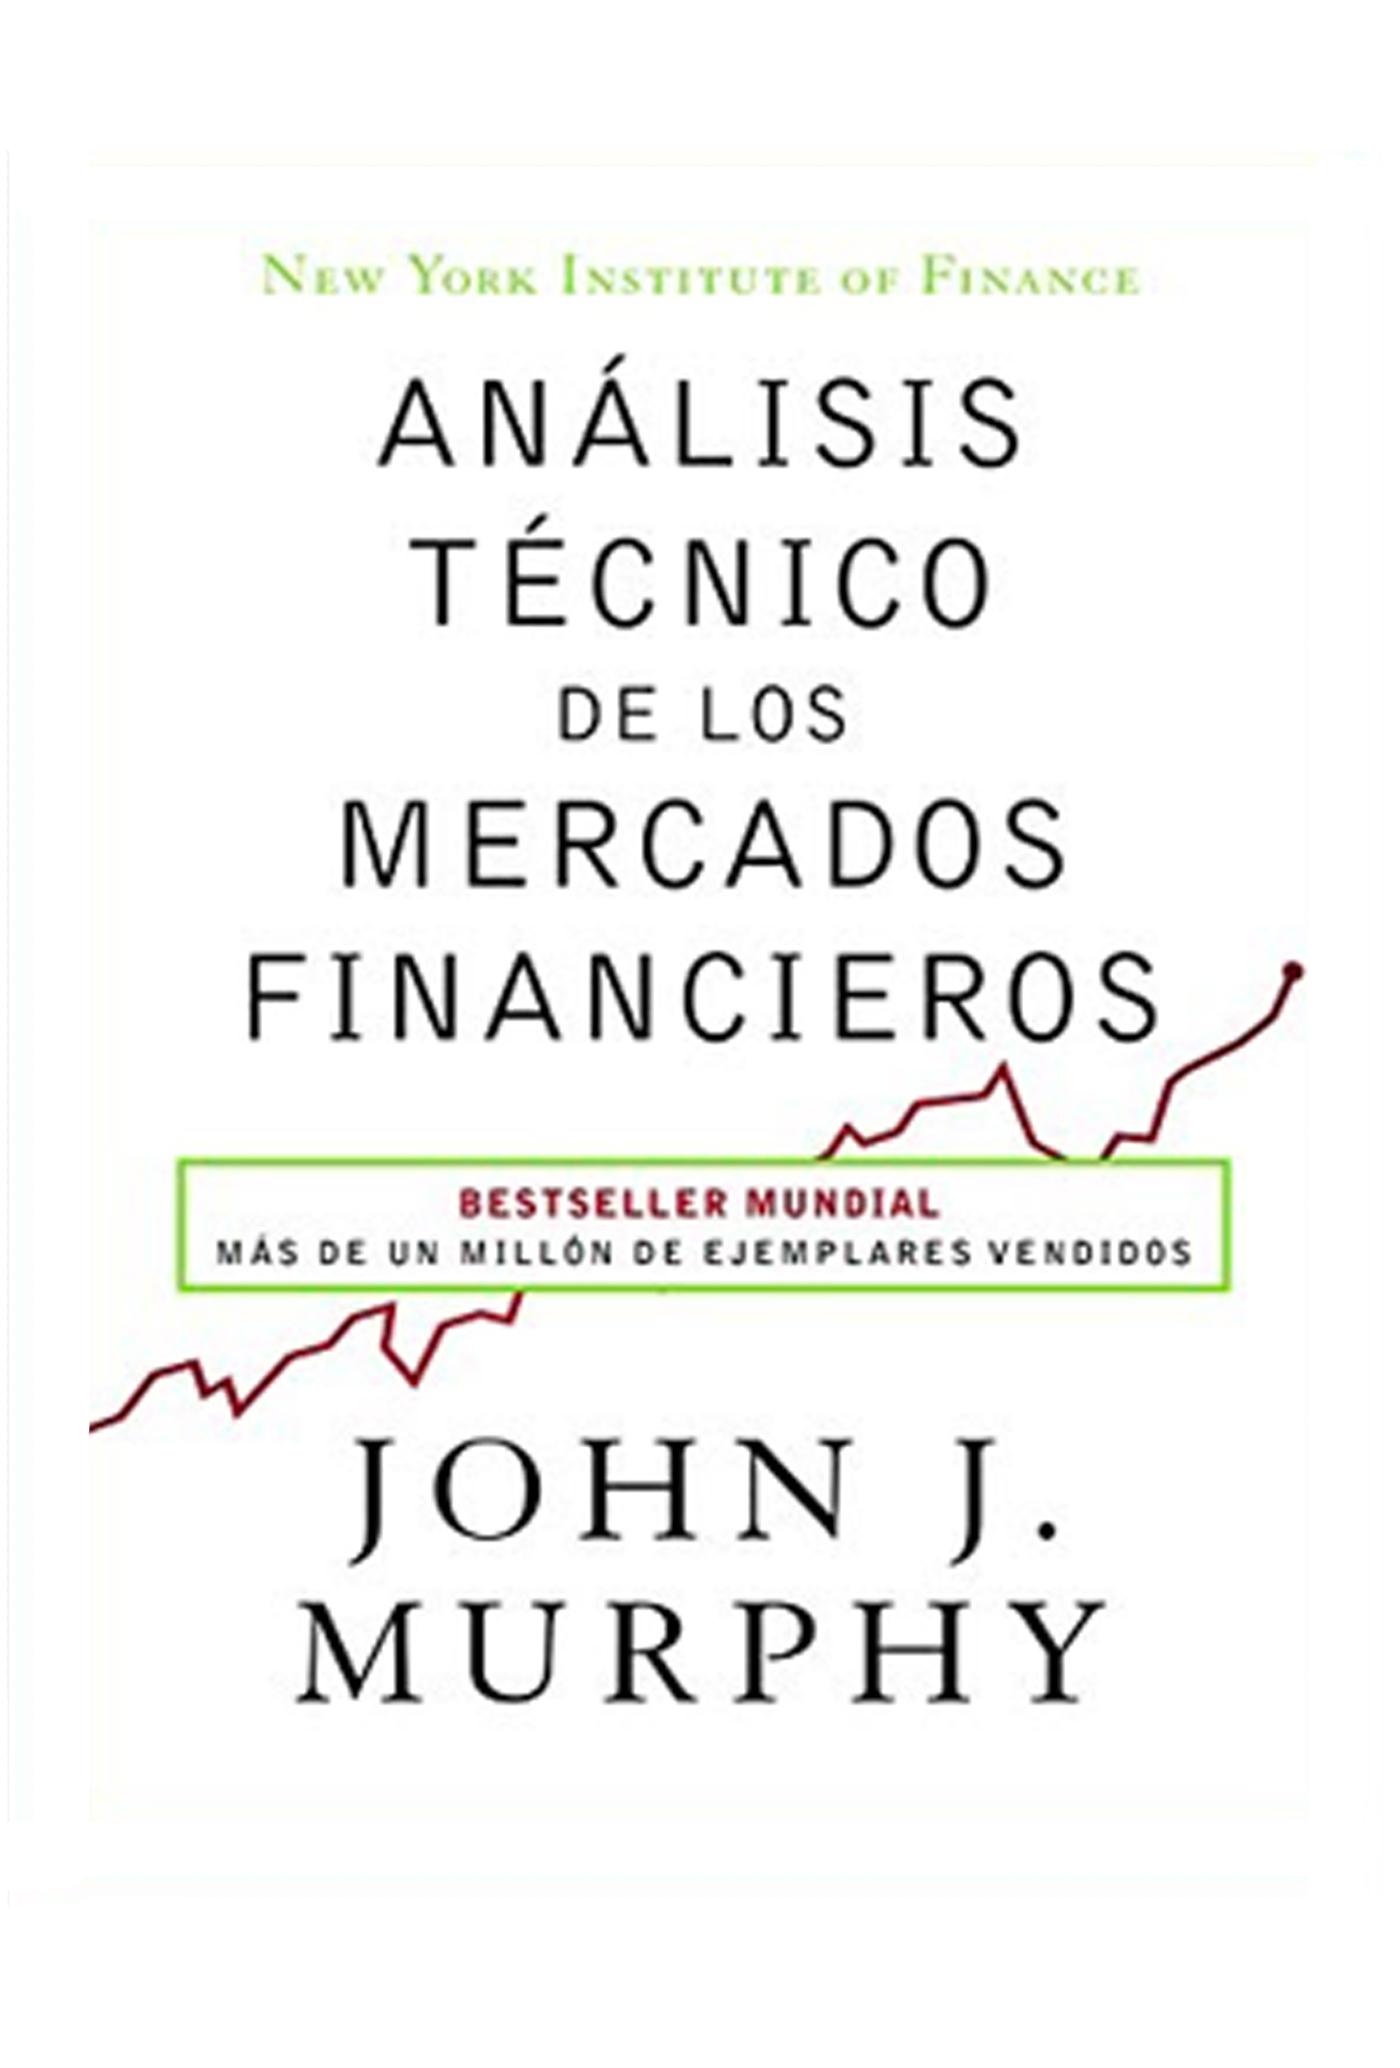 NEW YORK INSTITUTE OF FINANCE
ANÁLISIS
TÉCNICO
DE LOS
MERCADOS
FINANCIEROS
BESTSELLER MUNDIAL
MÁS DE UN MILLÓN DE EJEMPLARES VENDIDOS
JOHN J.
MURPHY